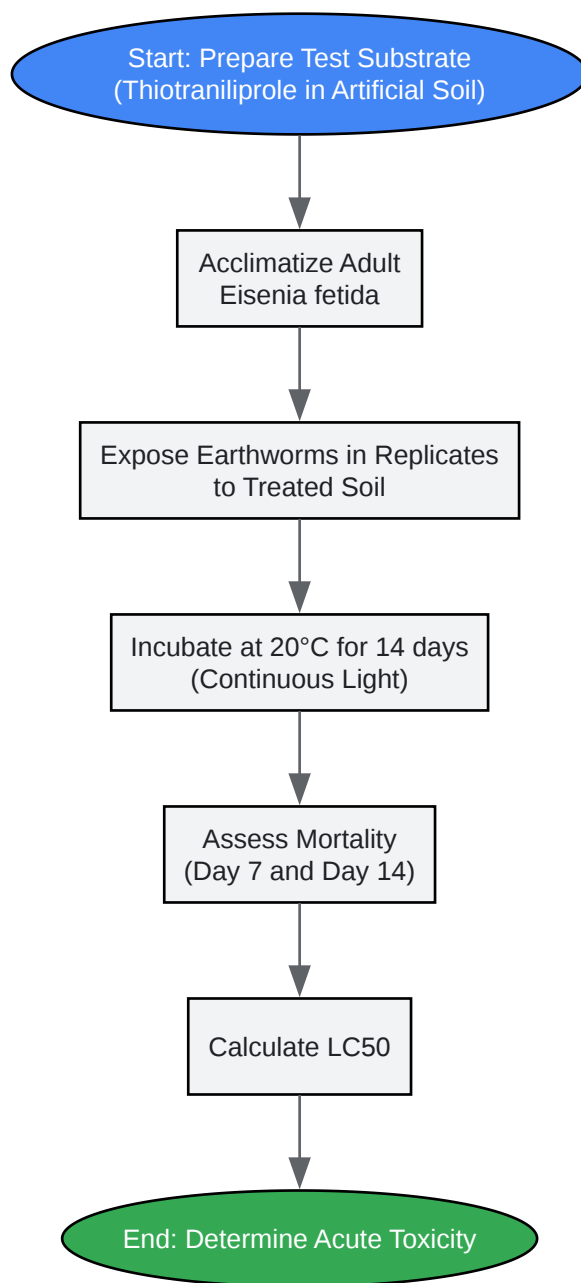 Start: Prepare Test Substrate
(Thiotraniliprole in Artificial Soil)
Acclimatize Adult
Eisenia fetida
Expose Earthworms in Replicates
to Treated Soil
Incubate at 20°C for 14 days
(Continuous Light)
Assess Mortality
(Day 7 and Day 14)
Calculate LC50
End: Determine Acute Toxicity